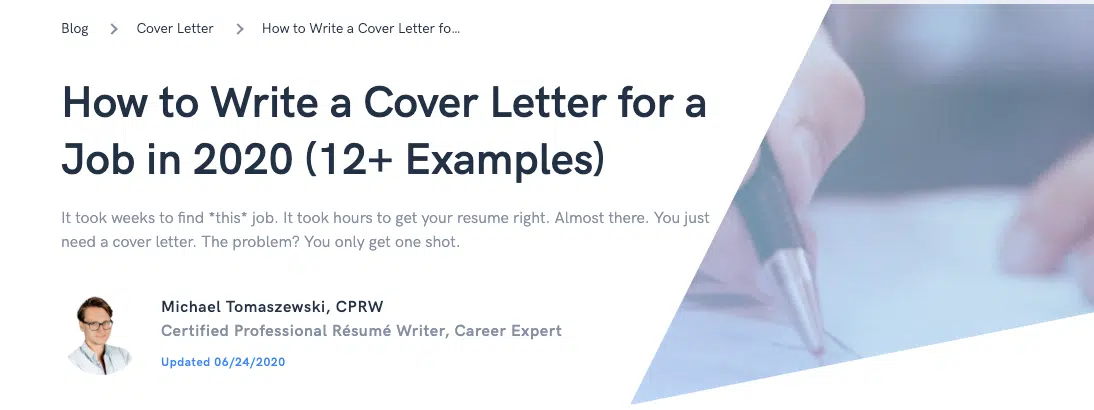 Blog > Cover Letter > How to Write a Cover Letter fo...
How to Write a Cover Letter for a
Job in 2020 (12+ Examples)
It took weeks to find *this* job. It took hours to get your resume right. Almost there. You just
need a cover letter. The problem? You only get one shot.
Michael Tomaszewski, CPRW
Certified Professional Résumé Writer, Career Expert
Updated 06/24/2020